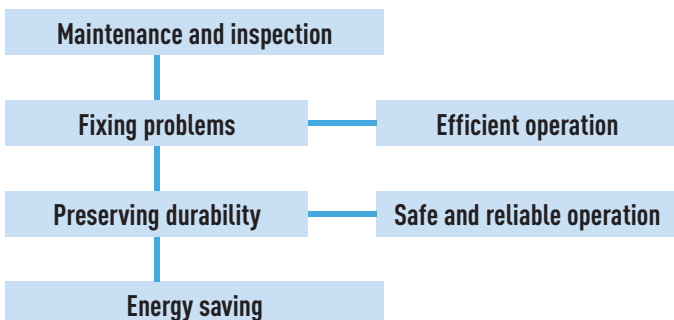 Maintenance and inspection
Fixing problems
Efficient operation
Preserving durability
Safe and reliable operation
Energy saving